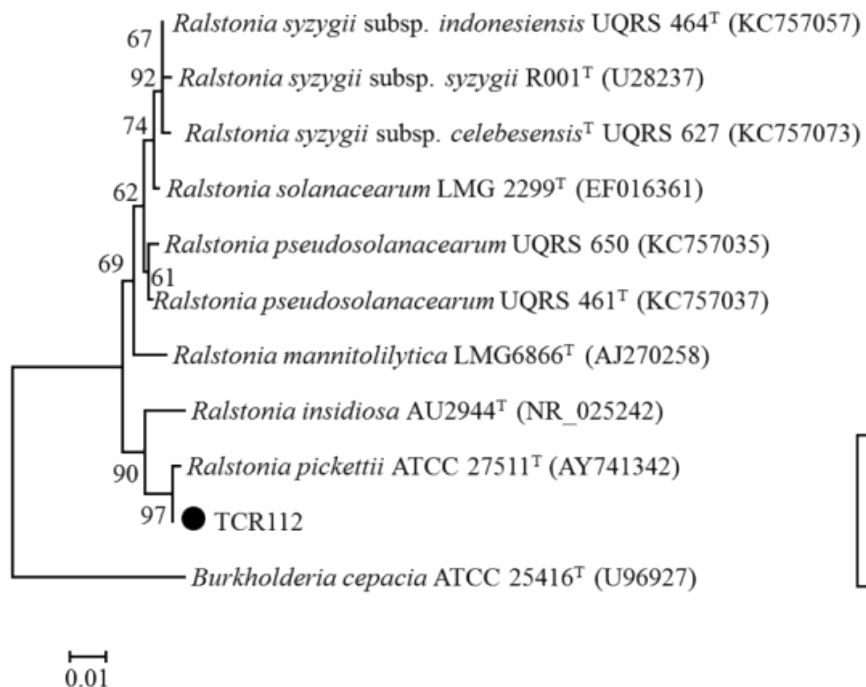 67
Ralstonia syzygii subsp. indonesiensis UQRS 464ᵀ (KC757057)
92
Ralstonia syzygii subsp. syzygii R001ᵀ (U28237)
74
Ralstonia syzygii subsp. celebesensisᵀ UQRS 627 (KC757073)
62
Ralstonia solanacearum LMG 2299ᵀ (EF016361)
Ralstonia pseudosolanacearum UQRS 650 (KC757035)
69
61
Ralstonia pseudosolanacearum UQRS 461ᵀ (KC757037)
Ralstonia mannitolilytica LMG6866ᵀ (AJ270258)
Ralstonia insidiosa AU2944ᵀ (NR_025242)
90
Ralstonia pickettii ATCC 27511ᵀ (AY741342)
97
TCR112
Burkholderia cepacia ATCC 25416ᵀ (U96927)
0.01